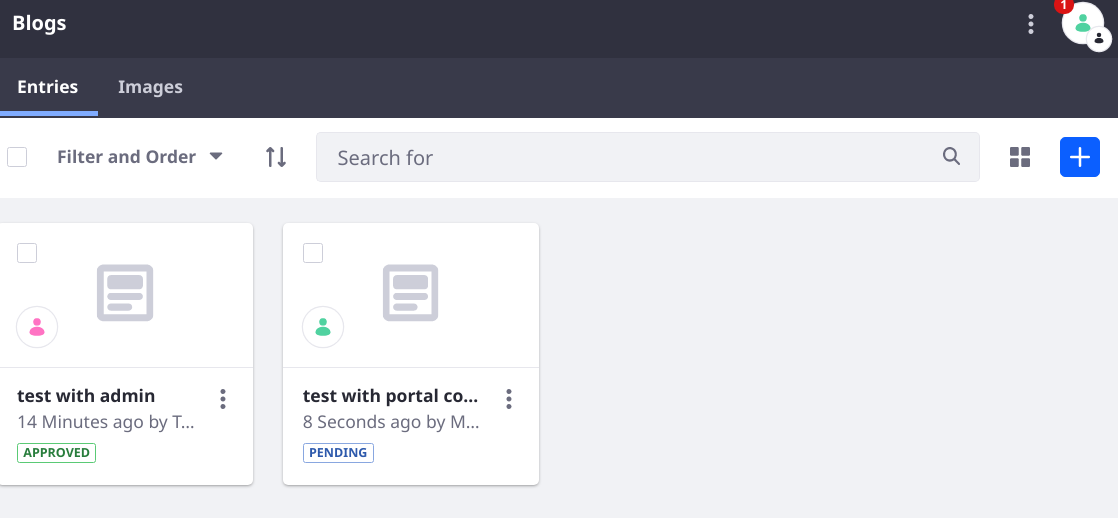 Blogs
1
Entries
Images
Filter and Order
Search for
test with admin
14 Minutes ago by T...
APPROVED
test with portal co...
8 Seconds ago by M...
PENDING